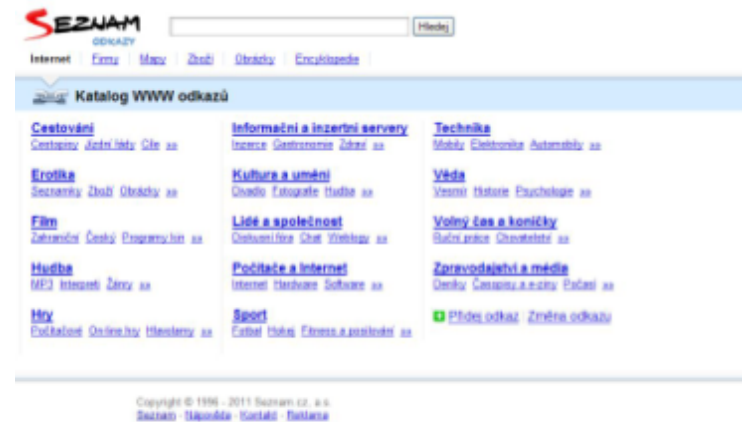 SEZNAM
ODKAZY
Hledej
Internet Firmy Mapy Zboží Obrázky Encyklopedie
Katalog WWW odkazů
Cestování
Cestopisy Jízdní řády Cíle »
Informační a inzertní servery
Inzerce Gastronomie Zdraví »
Technika
Mobily Elektronika Automobily »
Erotika
Seznamky Zboží Obrázky »
Kultura a umění
Divadlo Fotografie Hudba »
Věda
Vesmír Historie Psychologie »
Film
Zahraniční Český Programy kin »
Lidé a společnost
Diskusní fóra Chat Weblogy »
Volný čas a koníčky
Ruční práce Chovatelství »
Hudba
MP3 Interpreti Žánry »
Počítače a Internet
Internet Hardware Software »
Zpravodajství a média
Deníky Časopisy a e-ziny Počasí »
Hry
Počítačové On-line hry Hlavolamy »
Sport
Fotbal Hokej Fitness a posilování »
Přidej odkaz Změna odkazu
Copyright © 1996 - 2011 Seznam.cz, a.s.
Seznam - Nápověda - Kontakt - Reklama